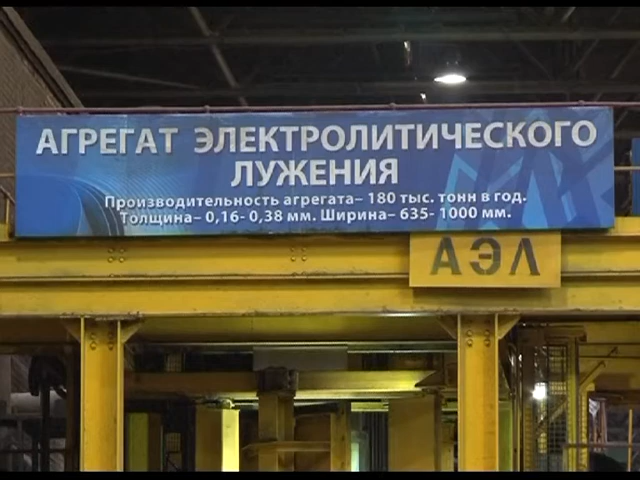 АГРЕГАТ ЭЛЕКТРОЛИТИЧЕСКОГО
ЛУЖЕНИЯ
Производительность агрегата– 180 тыс. тонн в год.
Толщина– 0,16- 0,38 мм. Ширина– 635- 1000 мм.
АЭЛ